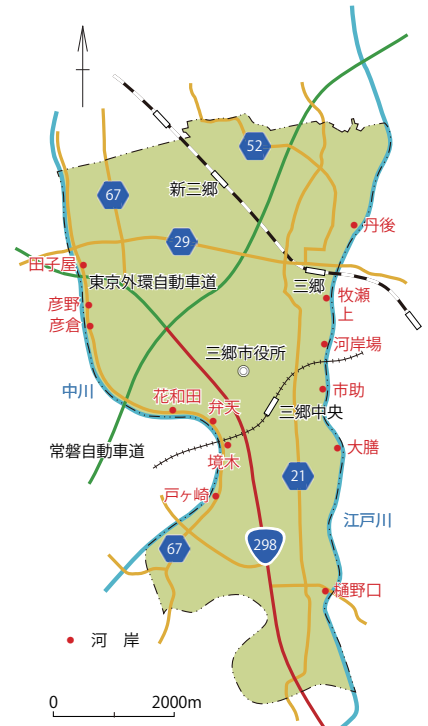 52
67
新三郷
丹後
29
田子屋
東京外環自動車道
三郷
牧瀬
上
彦野
彦倉
三郷市役所
河岸場
中川
花和田
弁天
三郷中央
市助
常磐自動車道
境木
大膳
戸ヶ崎
21
江戸川
67
298
樋野口
河 岸
0 2000m